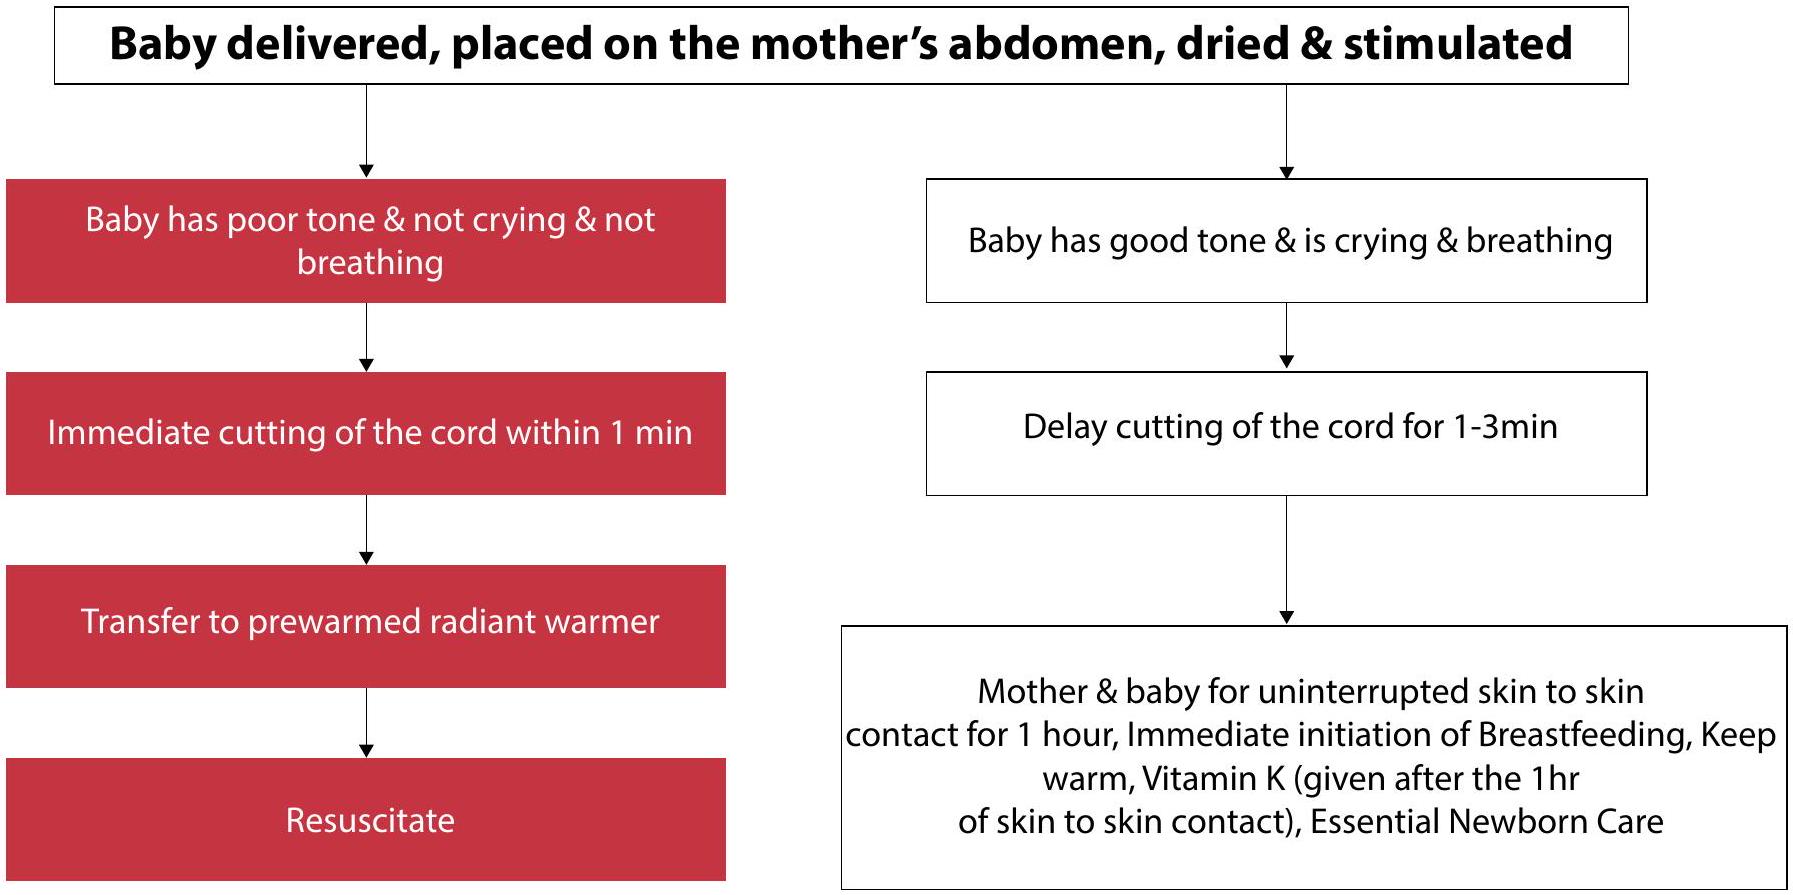 Baby delivered, placed on the mother’s abdomen, dried & stimulated
Baby has poor tone & not crying & not
breathing
Immediate cutting of the cord within 1 min
Transfer to prewarmed radiant warmer
Resuscitate
Baby has good tone & is crying & breathing
Delay cutting of the cord for 1-3min
Mother & baby for uninterrupted skin to skin
contact for 1 hour, Immediate initiation of Breastfeeding, Keep
warm, Vitamin K (given after the 1hr
of skin to skin contact), Essential Newborn Care